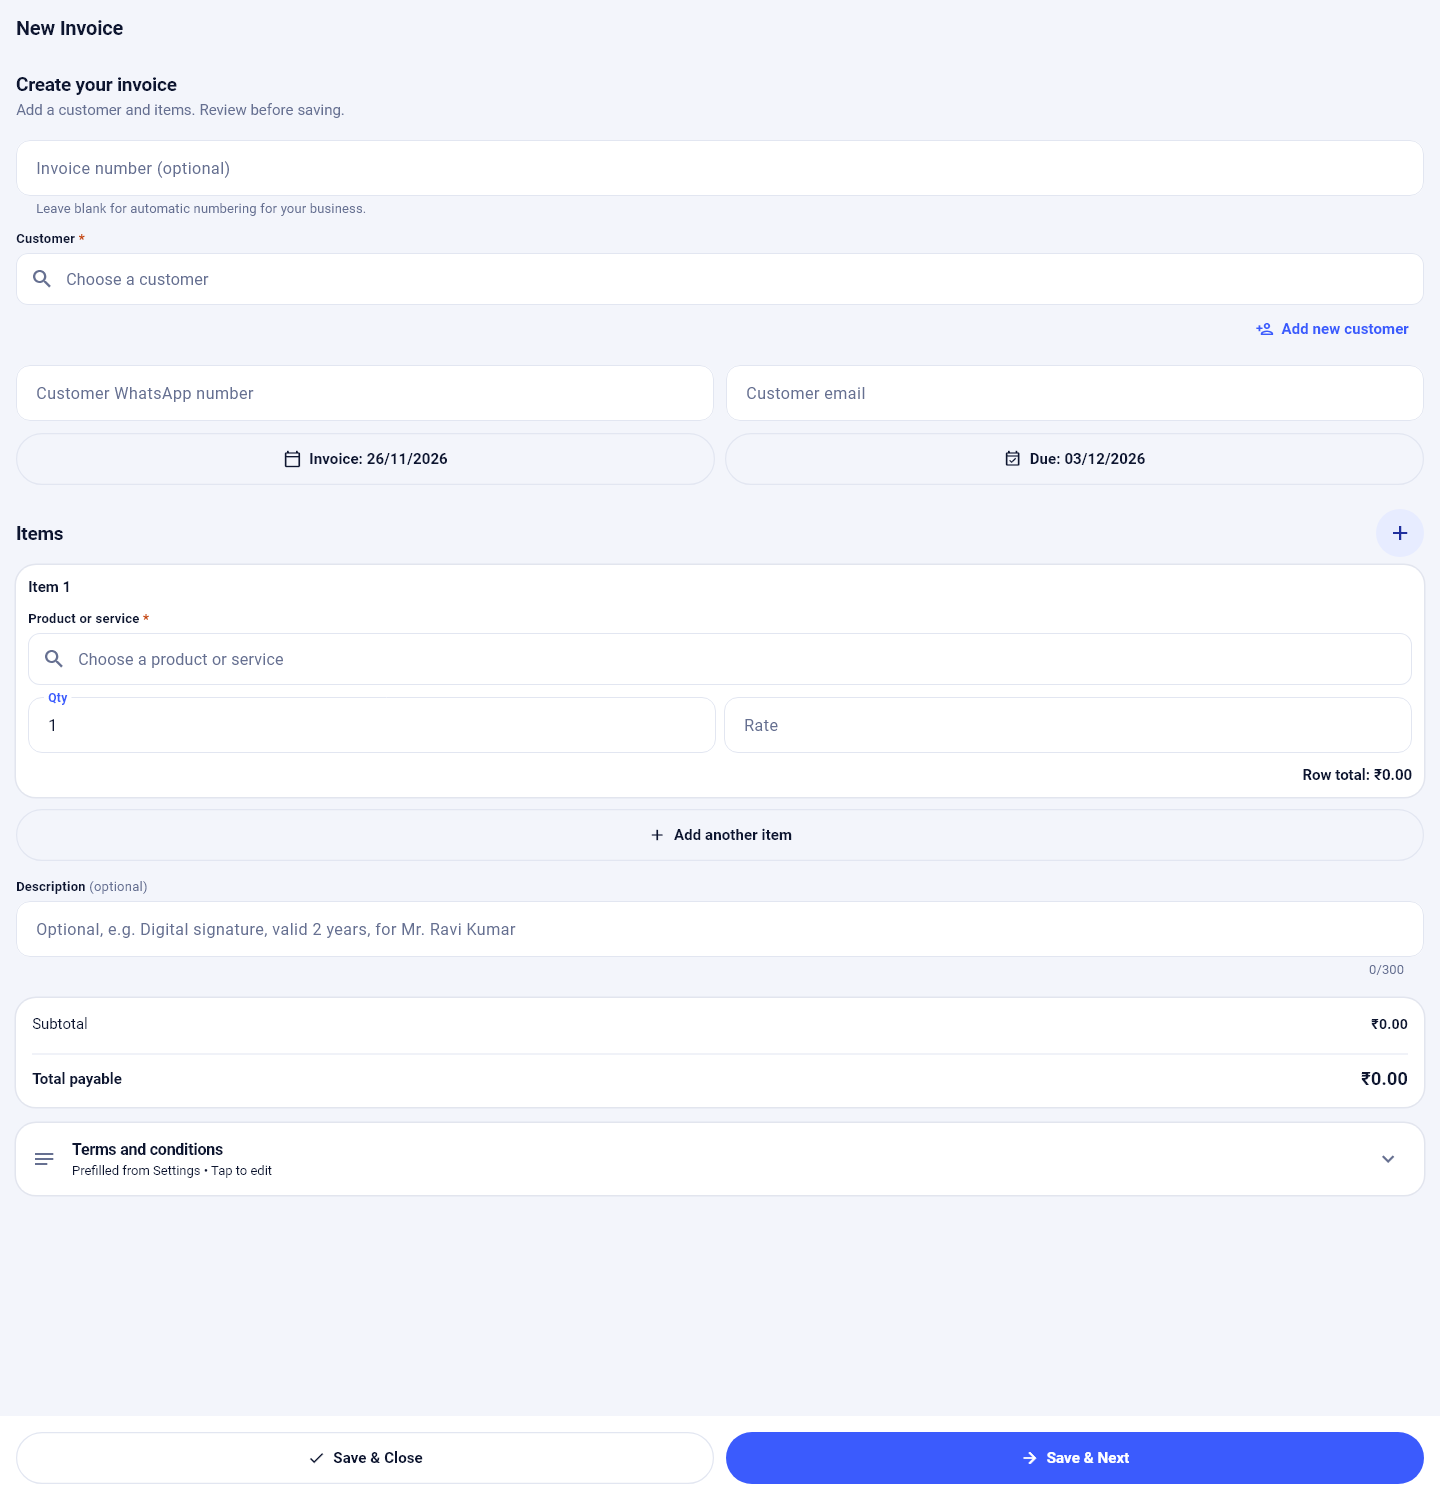 New Invoice
Create your invoice
Add a customer and items. Review before saving.
Invoice number (optional)
Leave blank for automatic numbering for your business.
Customer *
Choose a customer
Add new customer
Customer WhatsApp number
Customer email
Invoice: 26/11/2026
Due: 03/12/2026
Items
Item 1
Product or service *
Choose a product or service
Qty
1
Rate
Row total: ₹0.00
Add another item
Description (optional)
Optional, e.g. Digital signature, valid 2 years, for Mr. Ravi Kumar
0/300
Subtotal ₹0.00
Total payable ₹0.00
Terms and conditions
Prefilled from Settings • Tap to edit
Save & Close
Save & Next